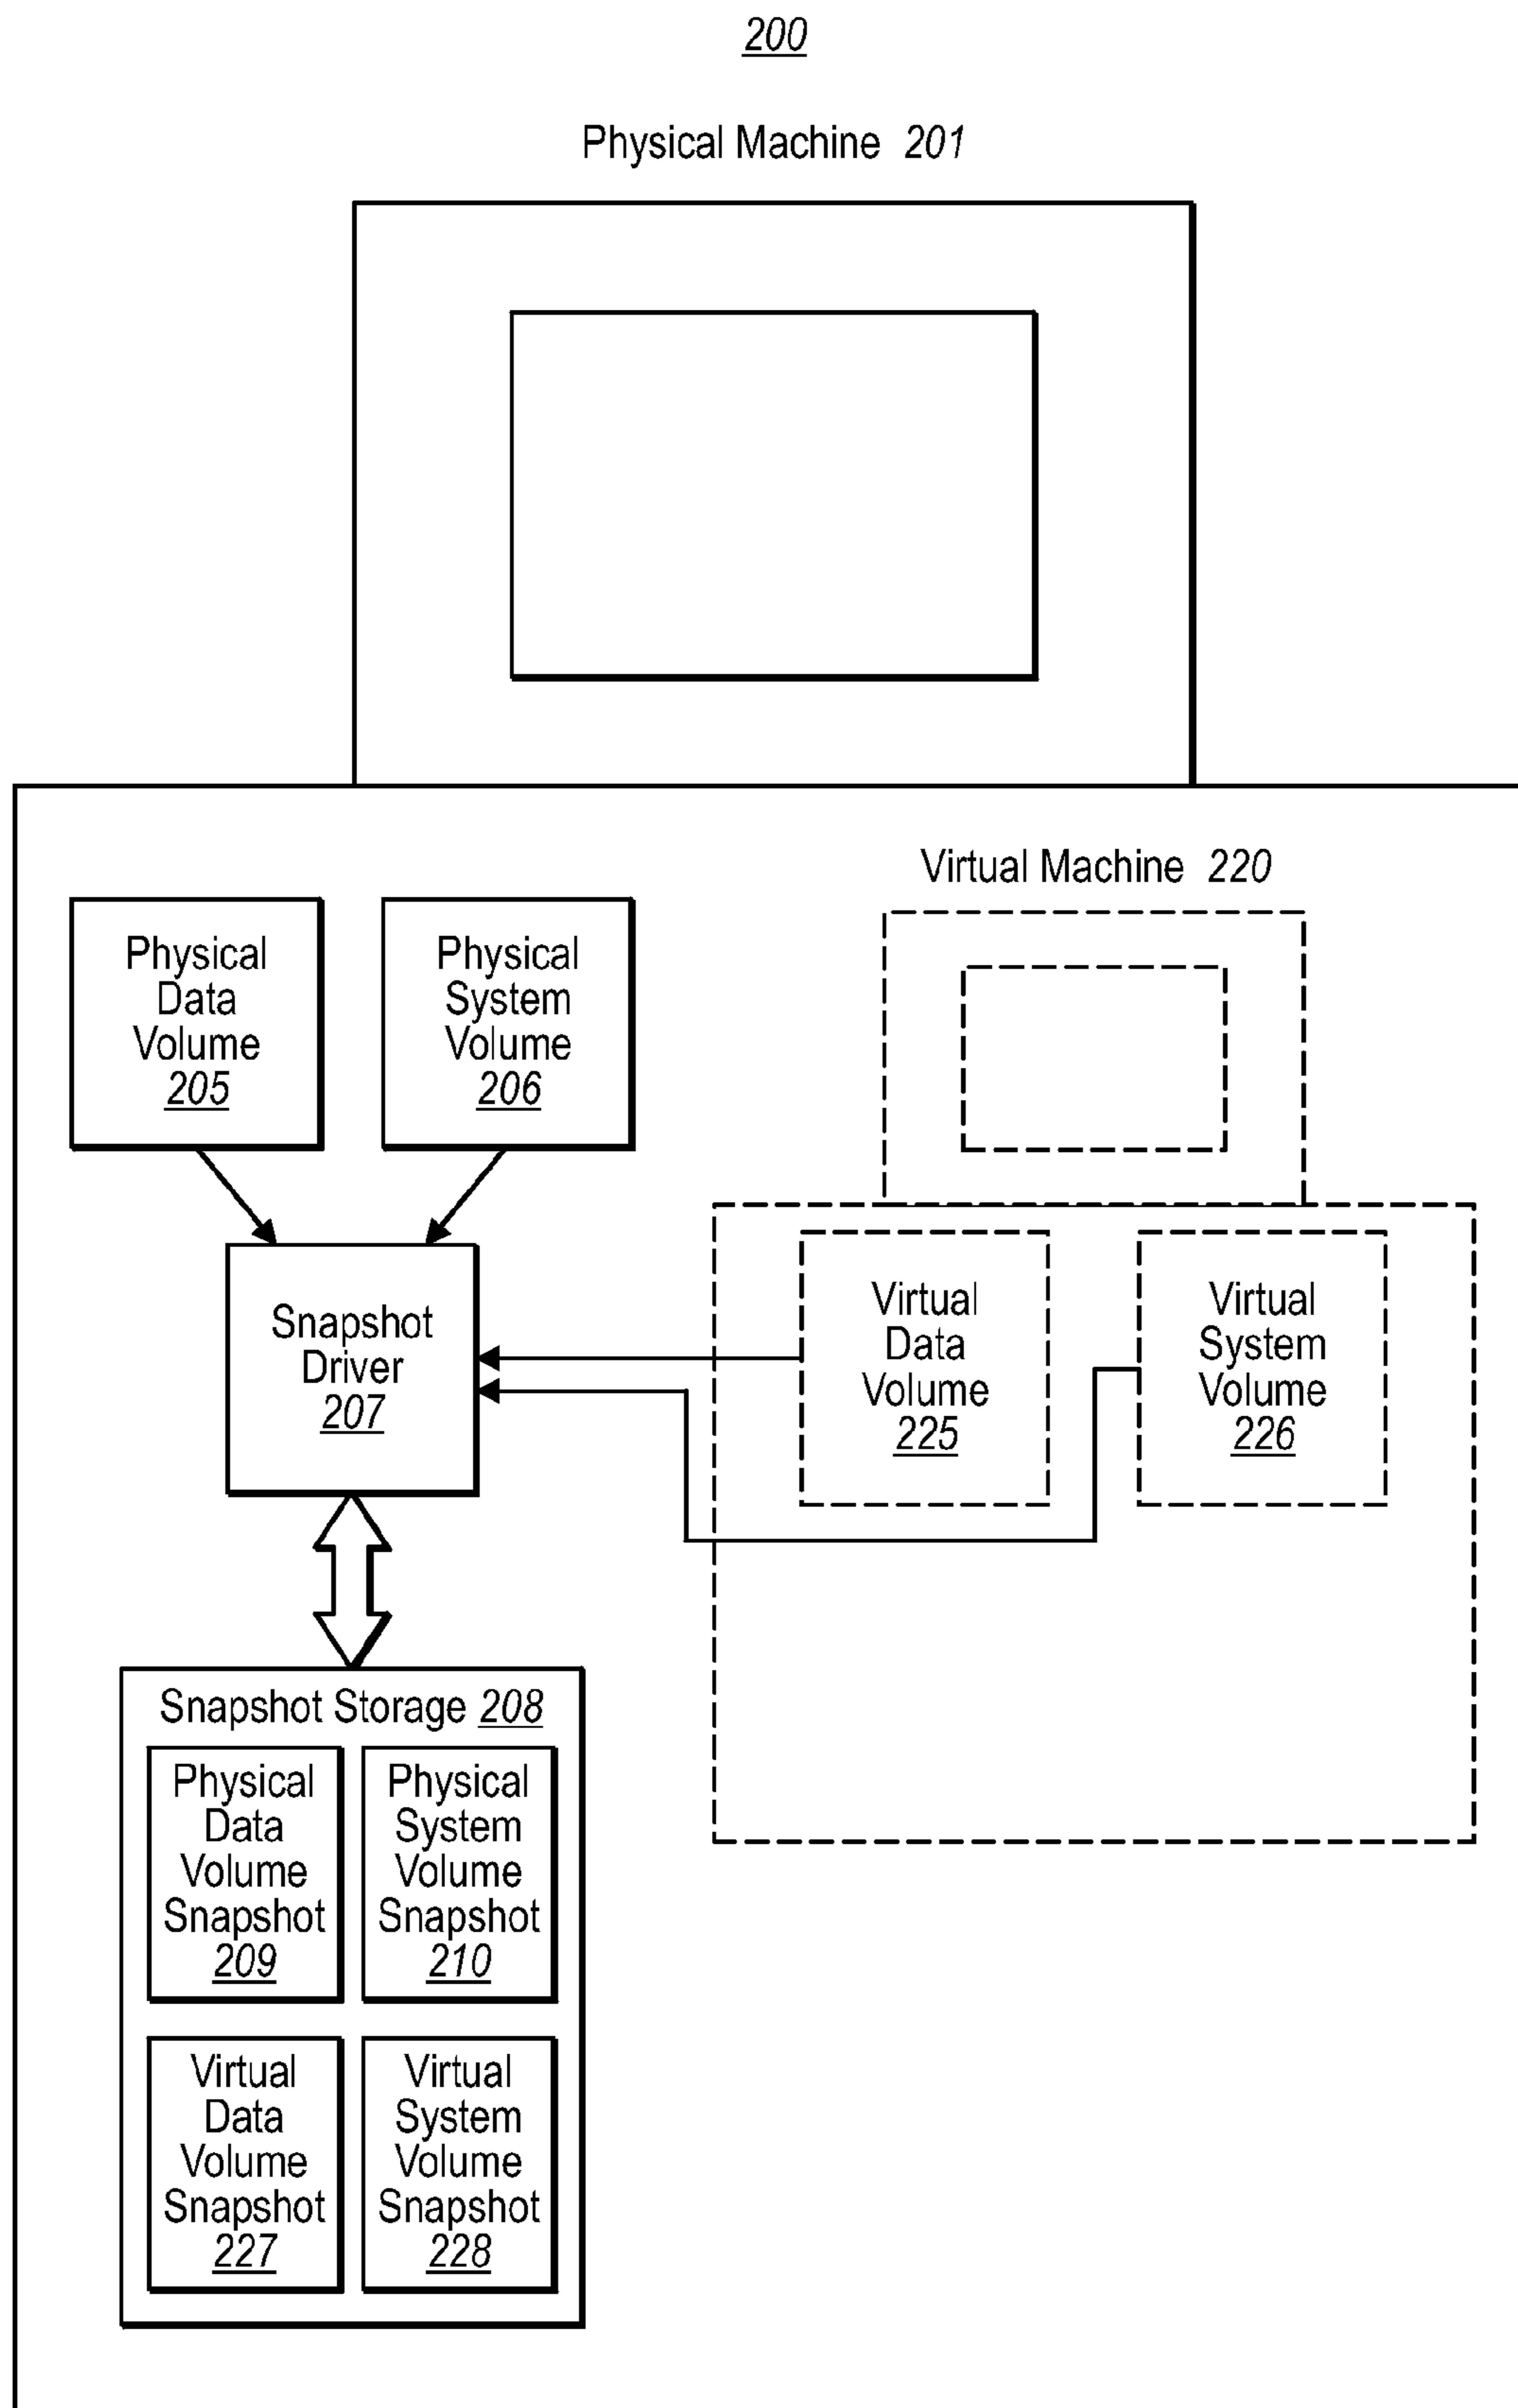 200
Physical Machine 201
Virtual Machine 220
Physical
Data
Volume
205
Physical
System
Volume
206
Snapshot
Driver
207
Virtual
Data
Volume
225
Virtual
System
Volume
226
Snapshot Storage 208
Physical
Data
Volume
Snapshot
209
Physical
System
Volume
Snapshot
210
Virtual
Data
Volume
Snapshot
227
Virtual
System
Volume
Snapshot
228